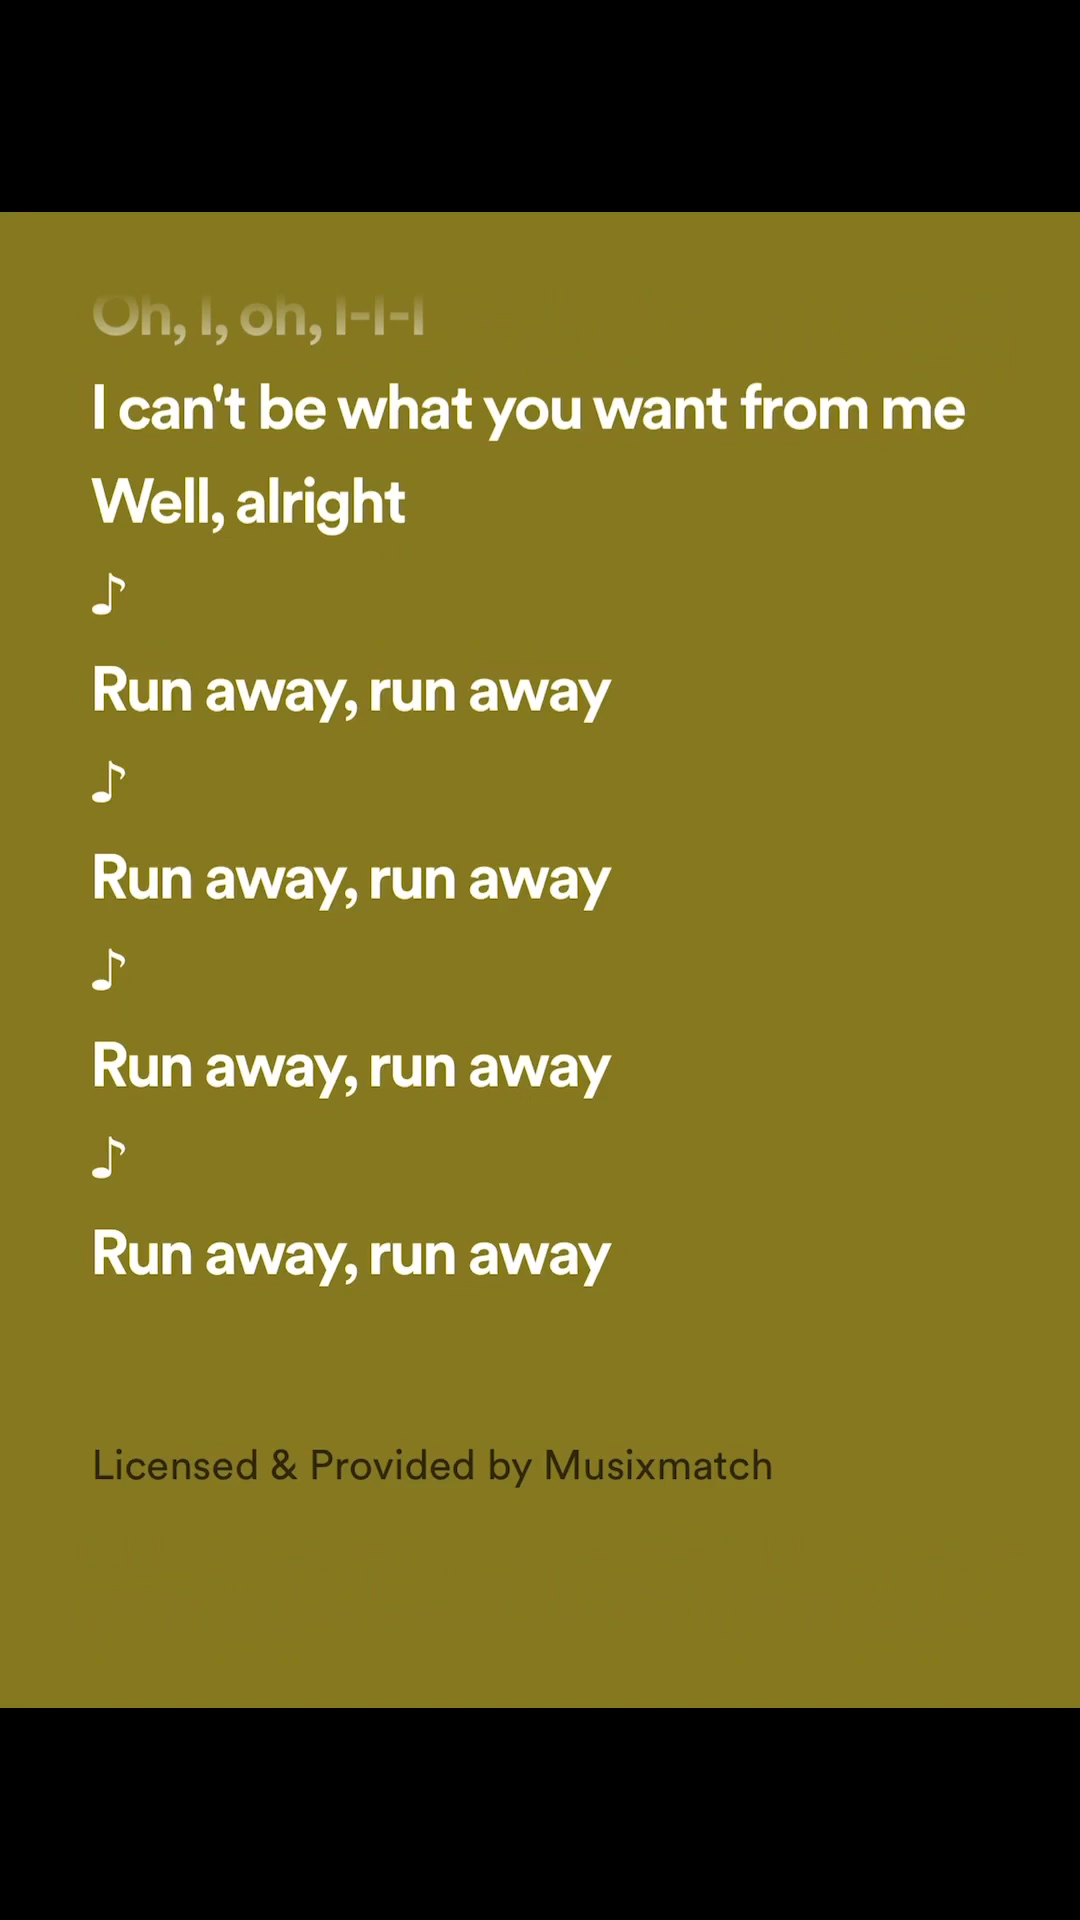 Oh, I, oh, I-I-I
I can't be what you want from me
Well, alright
♪
Run away, run away
♪
Run away, run away
♪
Run away, run away
♪
Run away, run away
Licensed & Provided by Musixmatch